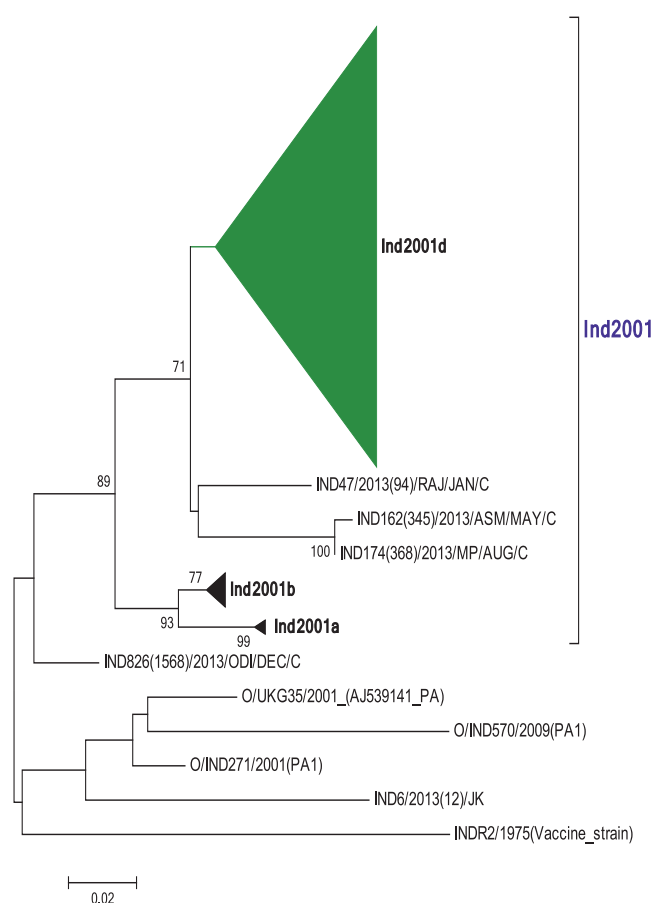 Ind2001d
Ind2001
71
IND47/2013(94)/RAJ/JAN/C
89
IND162(345)/2013/ASM/MAY/C
100
IND174(368)/2013/MP/AUG/C
77
Ind2001b
93
Ind2001a
99
IND826(1568)/2013/ODI/DEC/C
O/UKG35/2001_(AJ539141_PA)
O/IND570/2009(PA1)
O/IND271/2001(PA1)
IND6/2013(12)/JK
INDR2/1975(Vaccine_strain)
0.02